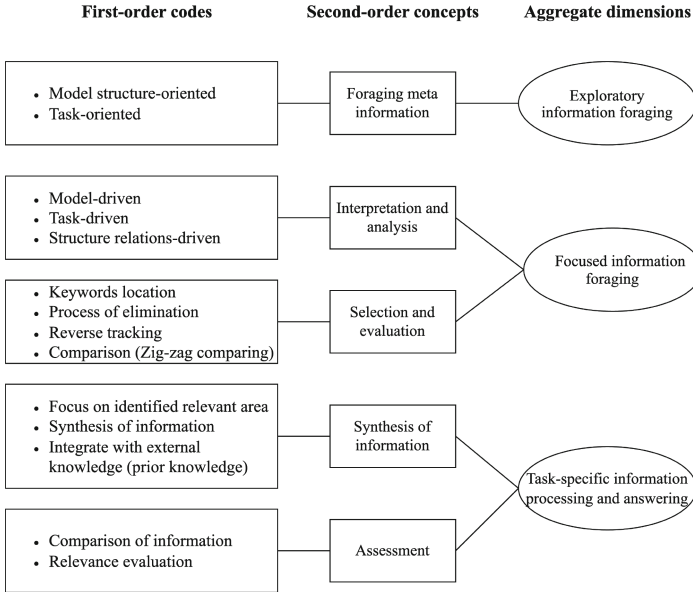 First-order codes
Second-order concepts
Aggregate dimensions
• Model structure-oriented
• Task-oriented
Foraging meta
information
Exploratory
information foraging
• Model-driven
• Task-driven
• Structure relations-driven
Interpretation and
analysis
Focused information
foraging
• Keywords location
• Process of elimination
• Reverse tracking
• Comparison (Zig-zag comparing)
Selection and
evaluation
• Focus on identified relevant area
• Synthesis of information
• Integrate with external
knowledge (prior knowledge)
Synthesis of
information
Task-specific information
processing and answering
• Comparison of information
• Relevance evaluation
Assessment